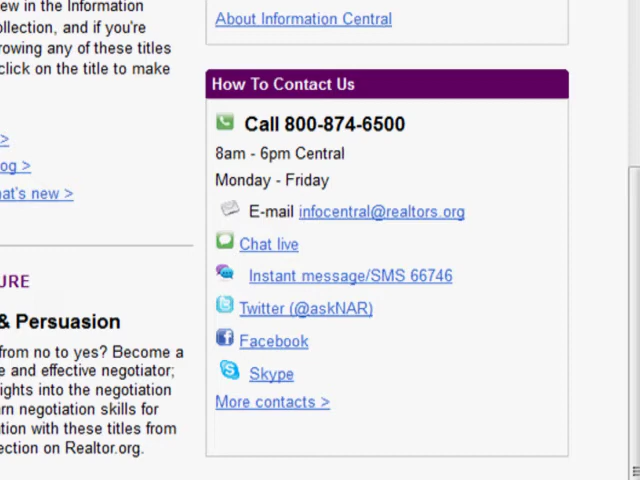 ew in the Information
ollection, and if you're
rowing any of these titles
click on the title to make
>
og >
hat's new >
URE
& Persuasion
from no to yes? Become a
e and effective negotiator;
ights into the negotiation
rn negotiation skills for
tion with these titles from
ection on Realtor.org.
About Information Central
How To Contact Us
Call 800-874-6500
8am - 6pm Central
Monday - Friday
E-mail infocentral@realtors.org
Chat live
Instant message/SMS 66746
Twitter (@askNAR)
Facebook
Skype
More contacts >